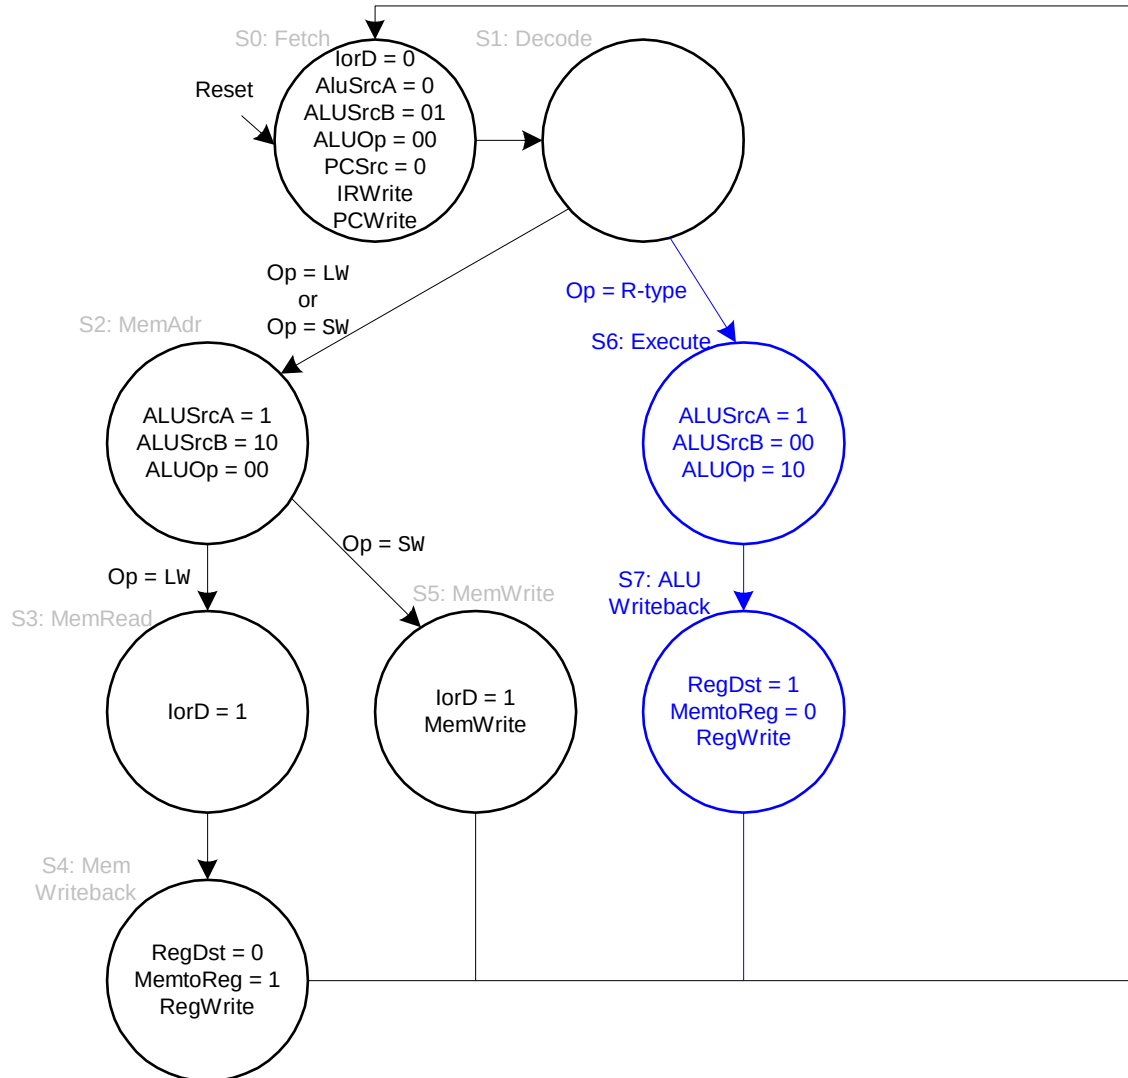 S0: Fetch
S1: Decode
Reset
IorD = 0
AluSrcA = 0
ALUSrcB = 01
ALUOp = 00
PCSrc = 0
IRWrite
PCWrite
Op = LW
or
Op = SW
Op = R-type
S2: MemAdr
S6: Execute
ALUSrcA = 1
ALUSrcB = 10
ALUOp = 00
ALUSrcA = 1
ALUSrcB = 00
ALUOp = 10
Op = SW
Op = LW
S7: ALU
Writeback
S5: MemWrite
S3: MemRead
IorD = 1
IorD = 1
MemWrite
RegDst = 1
MemtoReg = 0
RegWrite
S4: Mem
Writeback
RegDst = 0
MemtoReg = 1
RegWrite